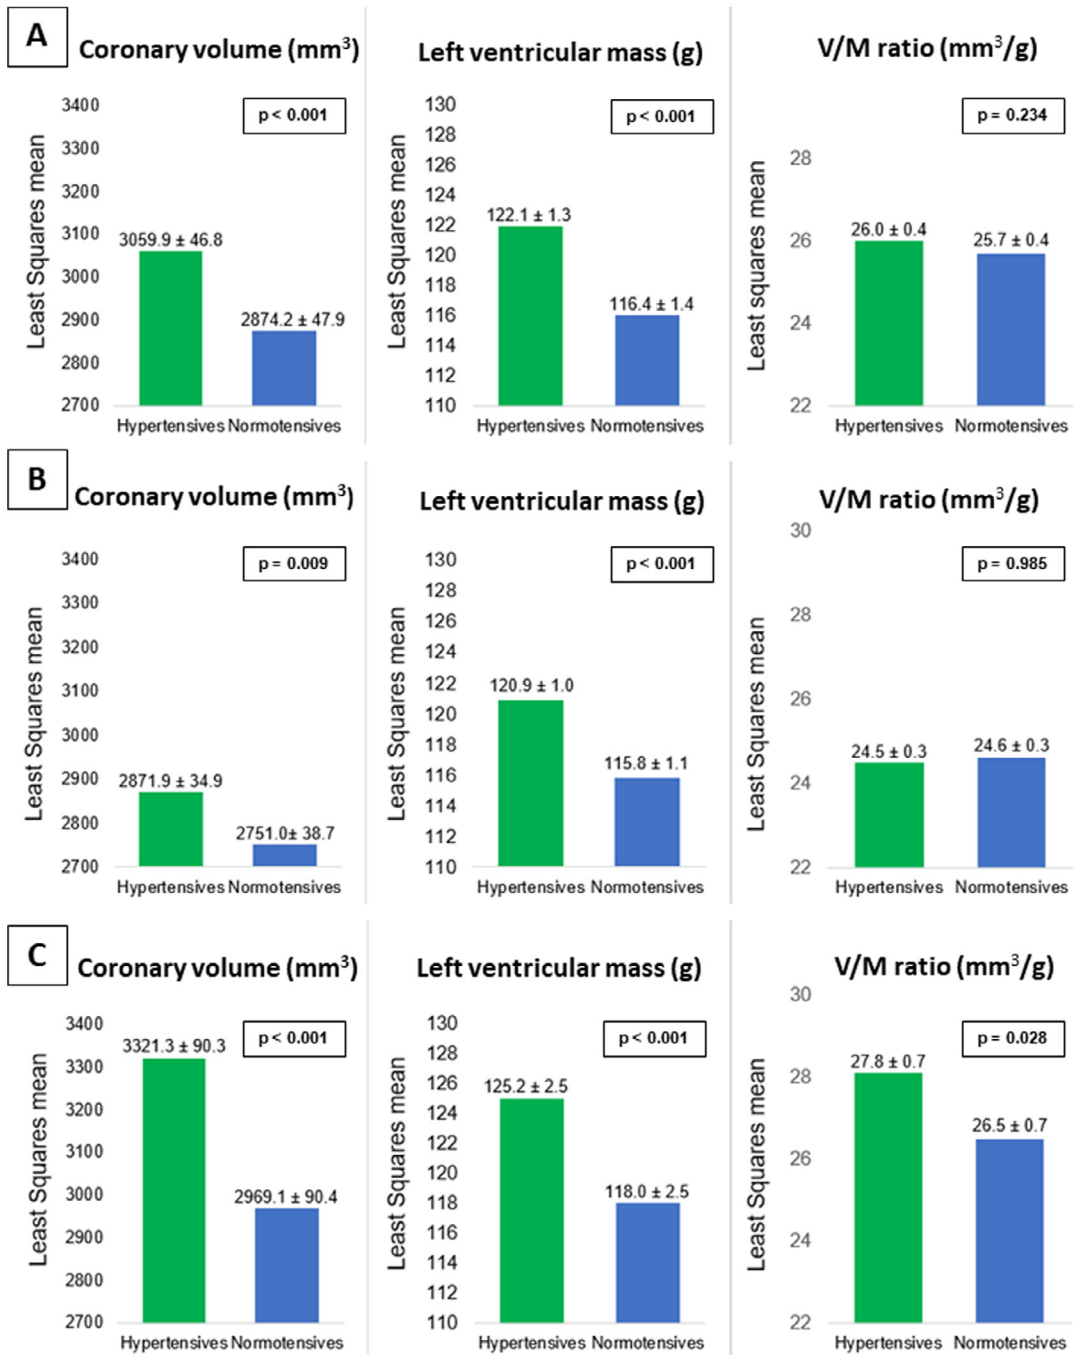 A
Coronary volume (mm³)
Left ventricular mass (g)
V/M ratio (mm³/g)
p < 0.001
p < 0.001
p = 0.234
Least Squares mean
3400
3300
3200
3100
3000
2900
2800
2700
3059.9 ± 46.8
2874.2 ± 47.9
Hypertensives Normotensives
Least Squares mean
130
128
126
124
122
120
118
116
114
112
110
122.1 ± 1.3
116.4 ± 1.4
Hypertensives Normotensives
Least squares mean
28
26
24
22
26.0 ± 0.4
25.7 ± 0.4
Hypertensives Normotensives
B
Coronary volume (mm³)
Left ventricular mass (g)
V/M ratio (mm³/g)
p = 0.009
p < 0.001
p = 0.985
Least Squares mean
3400
3300
3200
3100
3000
2900
2800
2700
2871.9 ± 34.9
2751.0± 38.7
Hypertensives Normotensives
Least Squares mean
130
128
126
124
122
120
118
116
114
112
110
120.9 ± 1.0
115.8 ± 1.1
Hypertensives Normotensives
Least Squares mean
30
28
26
24
22
24.5 ± 0.3
24.6 ± 0.3
Hypertensives Normotensives
C
Coronary volume (mm³)
Left ventricular mass (g)
V/M ratio (mm³/g)
p < 0.001
p < 0.001
p = 0.028
Least Squares mean
3400
3300
3200
3100
3000
2900
2800
2700
3321.3 ± 90.3
2969.1 ± 90.4
Hypertensives Normotensives
Least Squares mean
130
128
126
124
122
120
118
116
114
112
110
125.2 ± 2.5
118.0 ± 2.5
Hypertensives Normotensives
Least Squares mean
30
28
26
24
22
27.8 ± 0.7
26.5 ± 0.7
Hypertensives Normotensives